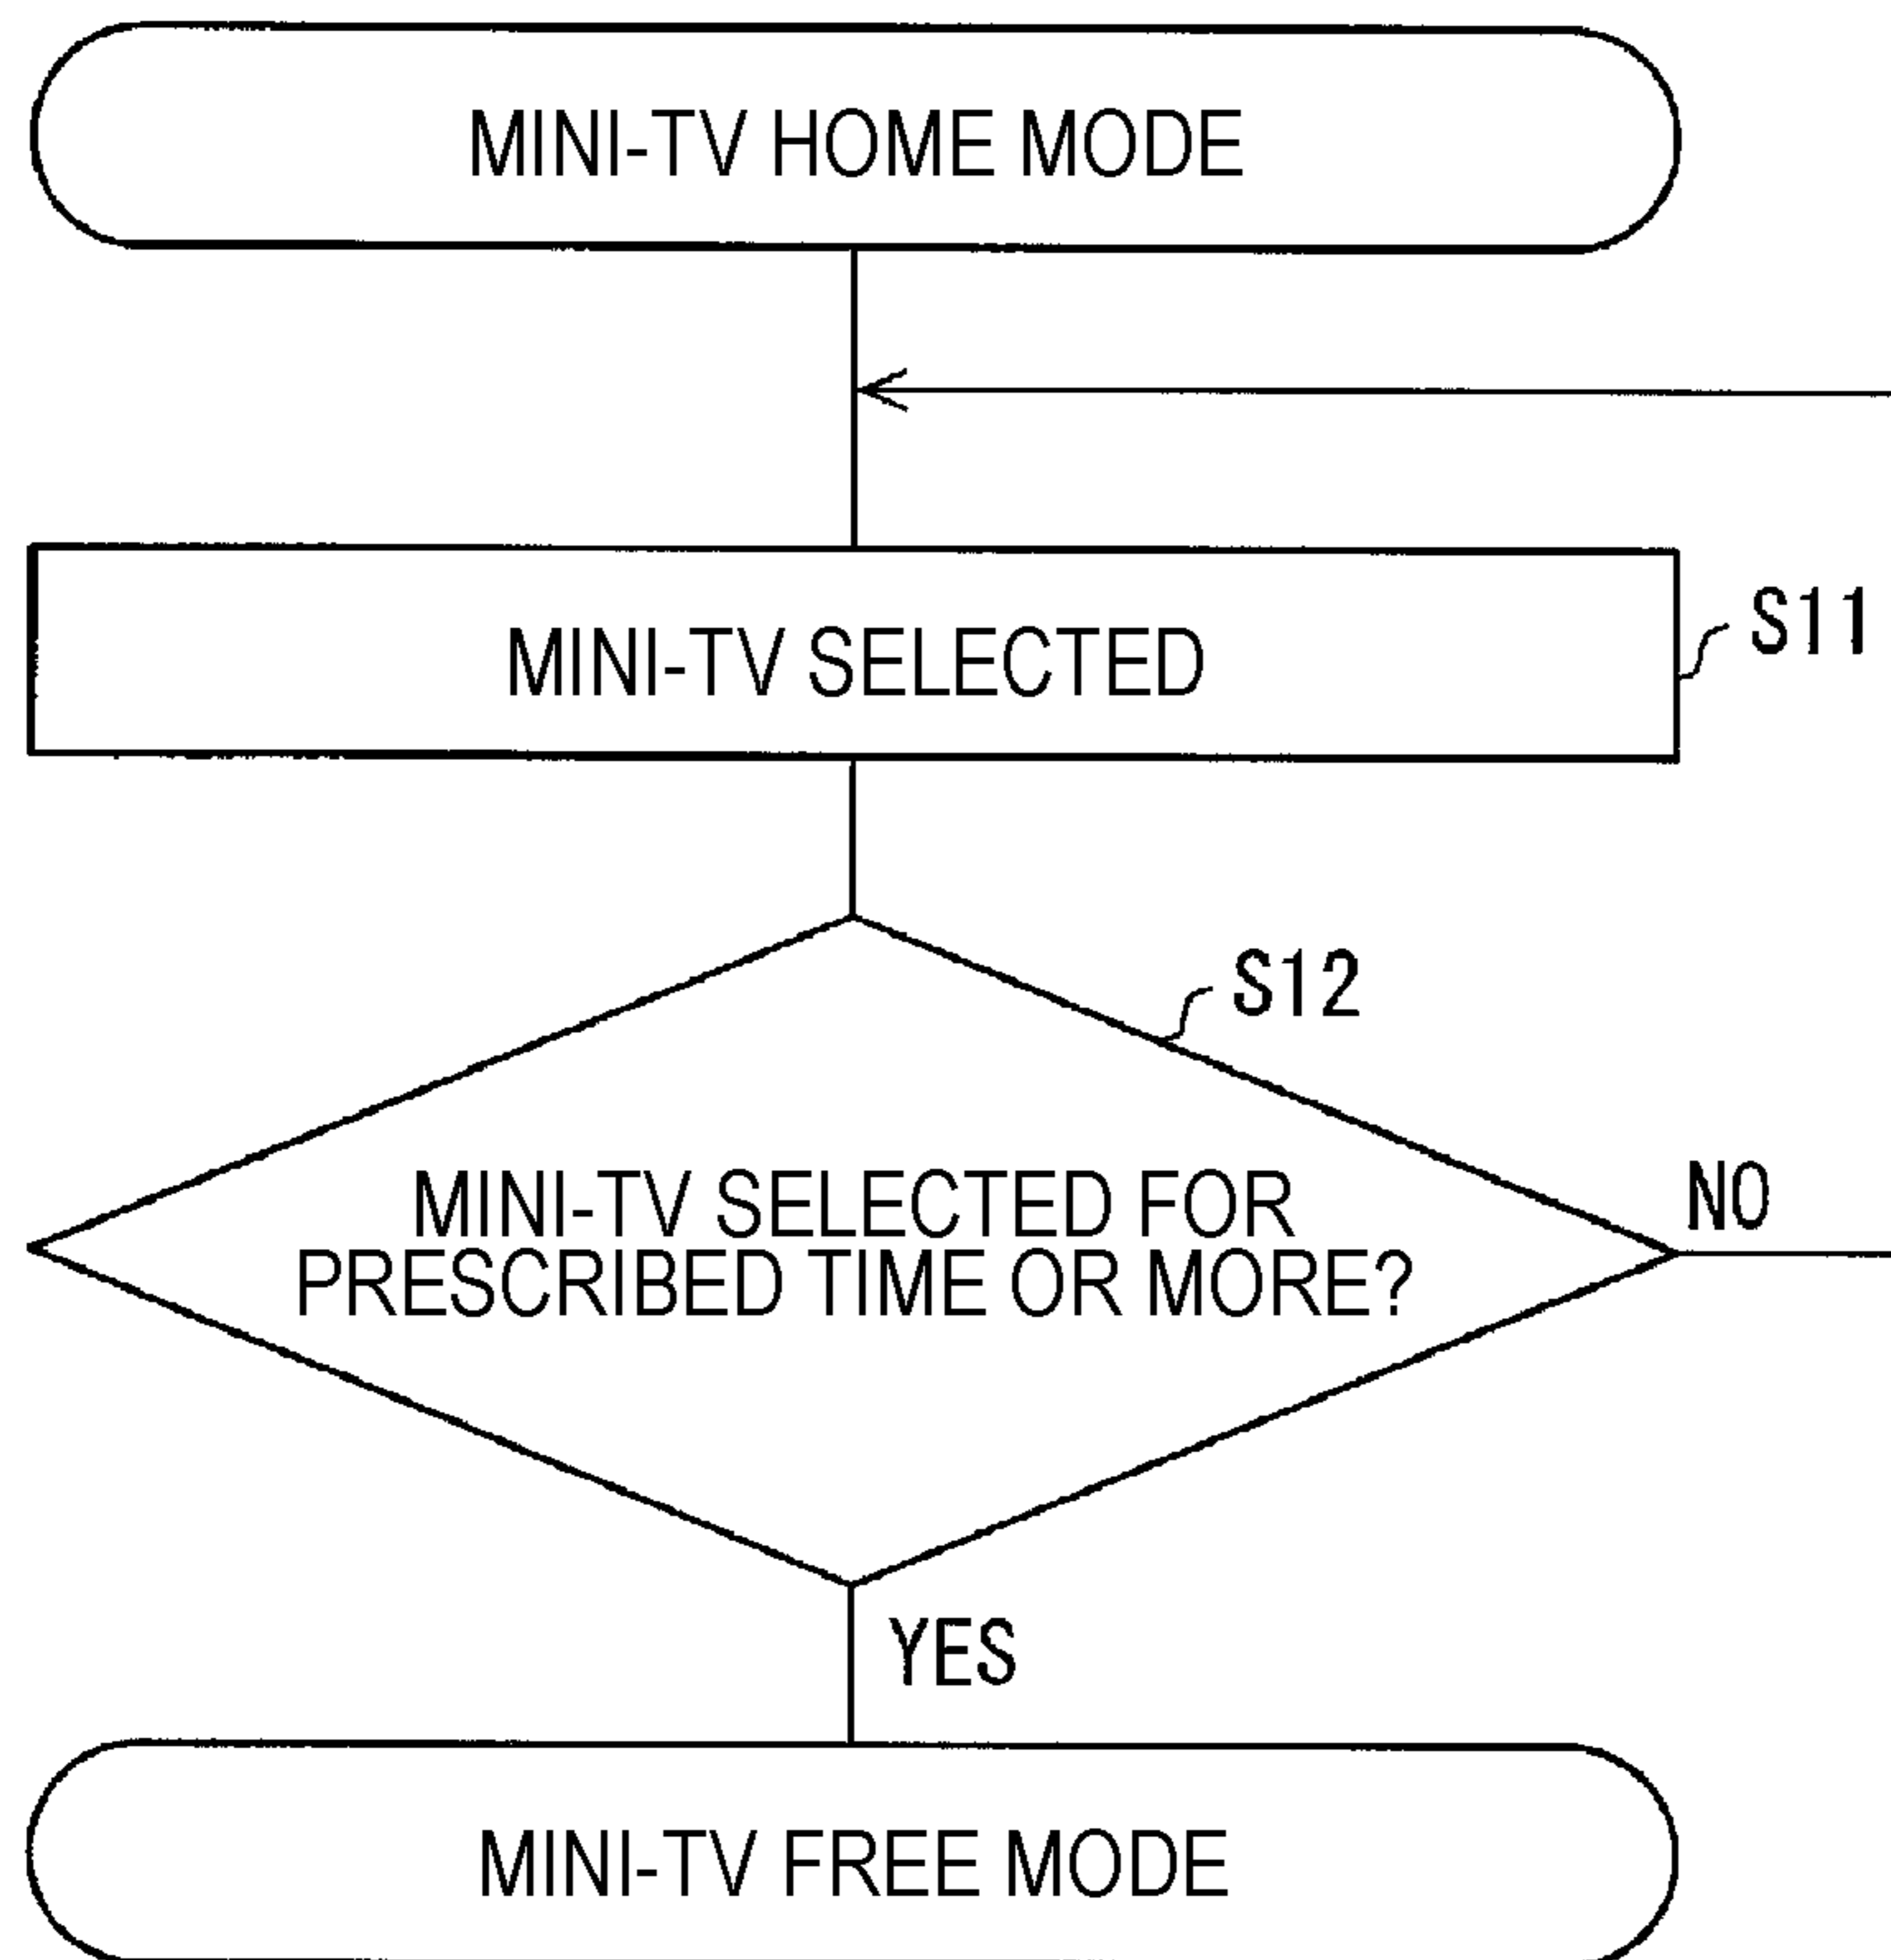 MINI-TV HOME MODE
MINI-TV SELECTED
S11
S12
MINI-TV SELECTED FOR
PRESCRIBED TIME OR MORE?
NO
YES
MINI-TV FREE MODE